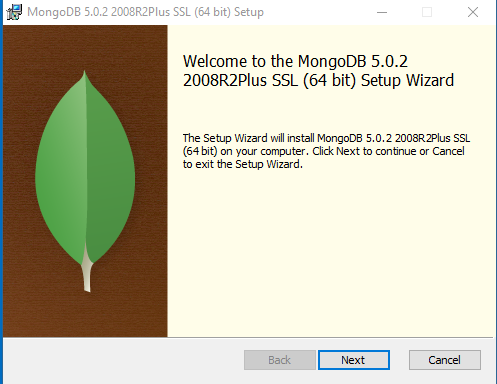 MongoDB 5.0.2 2008R2Plus SSL (64 bit) Setup
Welcome to the MongoDB 5.0.2
2008R2Plus SSL (64 bit) Setup Wizard
The Setup Wizard will install MongoDB 5.0.2 2008R2Plus SSL
(64 bit) on your computer. Click Next to continue or Cancel
to exit the Setup Wizard.
Back Next Cancel